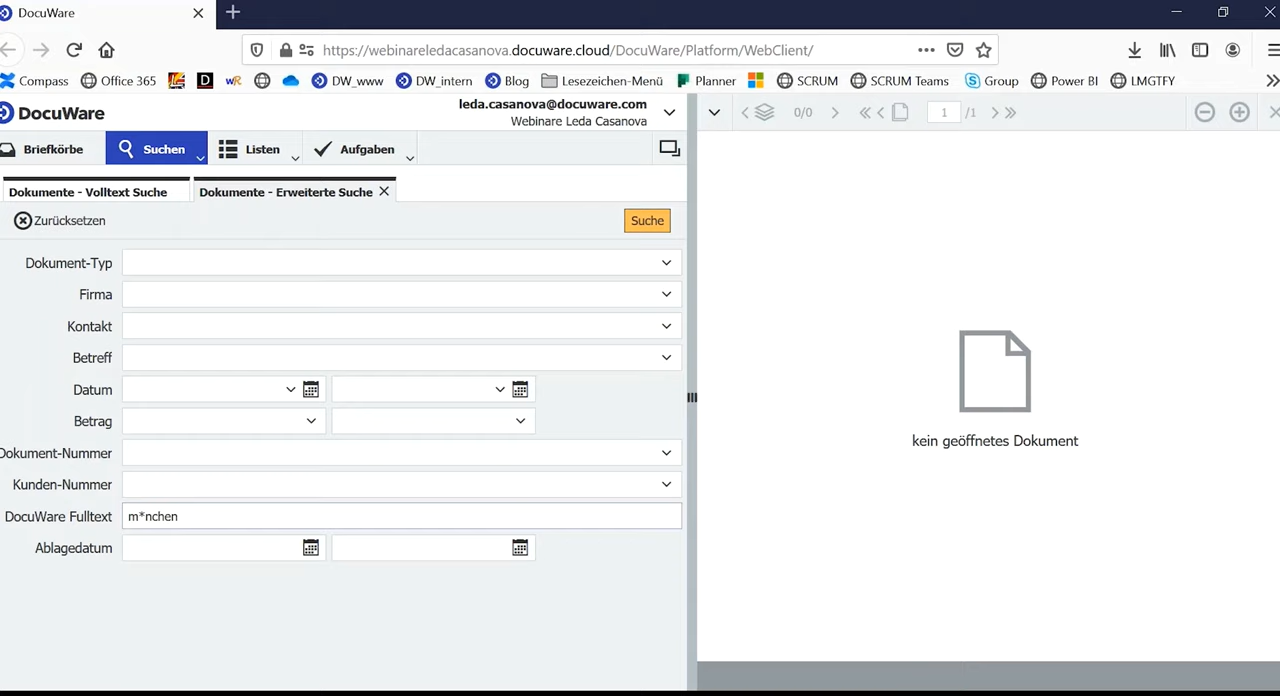 DocuWare
https://webinareledacasanova.docuware.cloud/DocuWare/Platform/WebClient/
Compass Office 365 D wR DW_www DW_intern Blog Lesezeichen-Menü Planner SCRUM SCRUM Teams Group Power BI LMGTFY
DocuWare
leda.casanova@docuware.com
Webinare Leda Casanova
0/0 1 /1
Briefkörbe Suchen Listen Aufgaben
Dokumente - Volltext Suche Dokumente - Erweiterte Suche
Zurücksetzen Suche
Dokument-Typ
Firma
Kontakt
Betreff
Datum
Betrag
Dokument-Nummer
Kunden-Nummer
DocuWare Fulltext m*nchen
Ablagedatum
kein geöffnetes Dokument